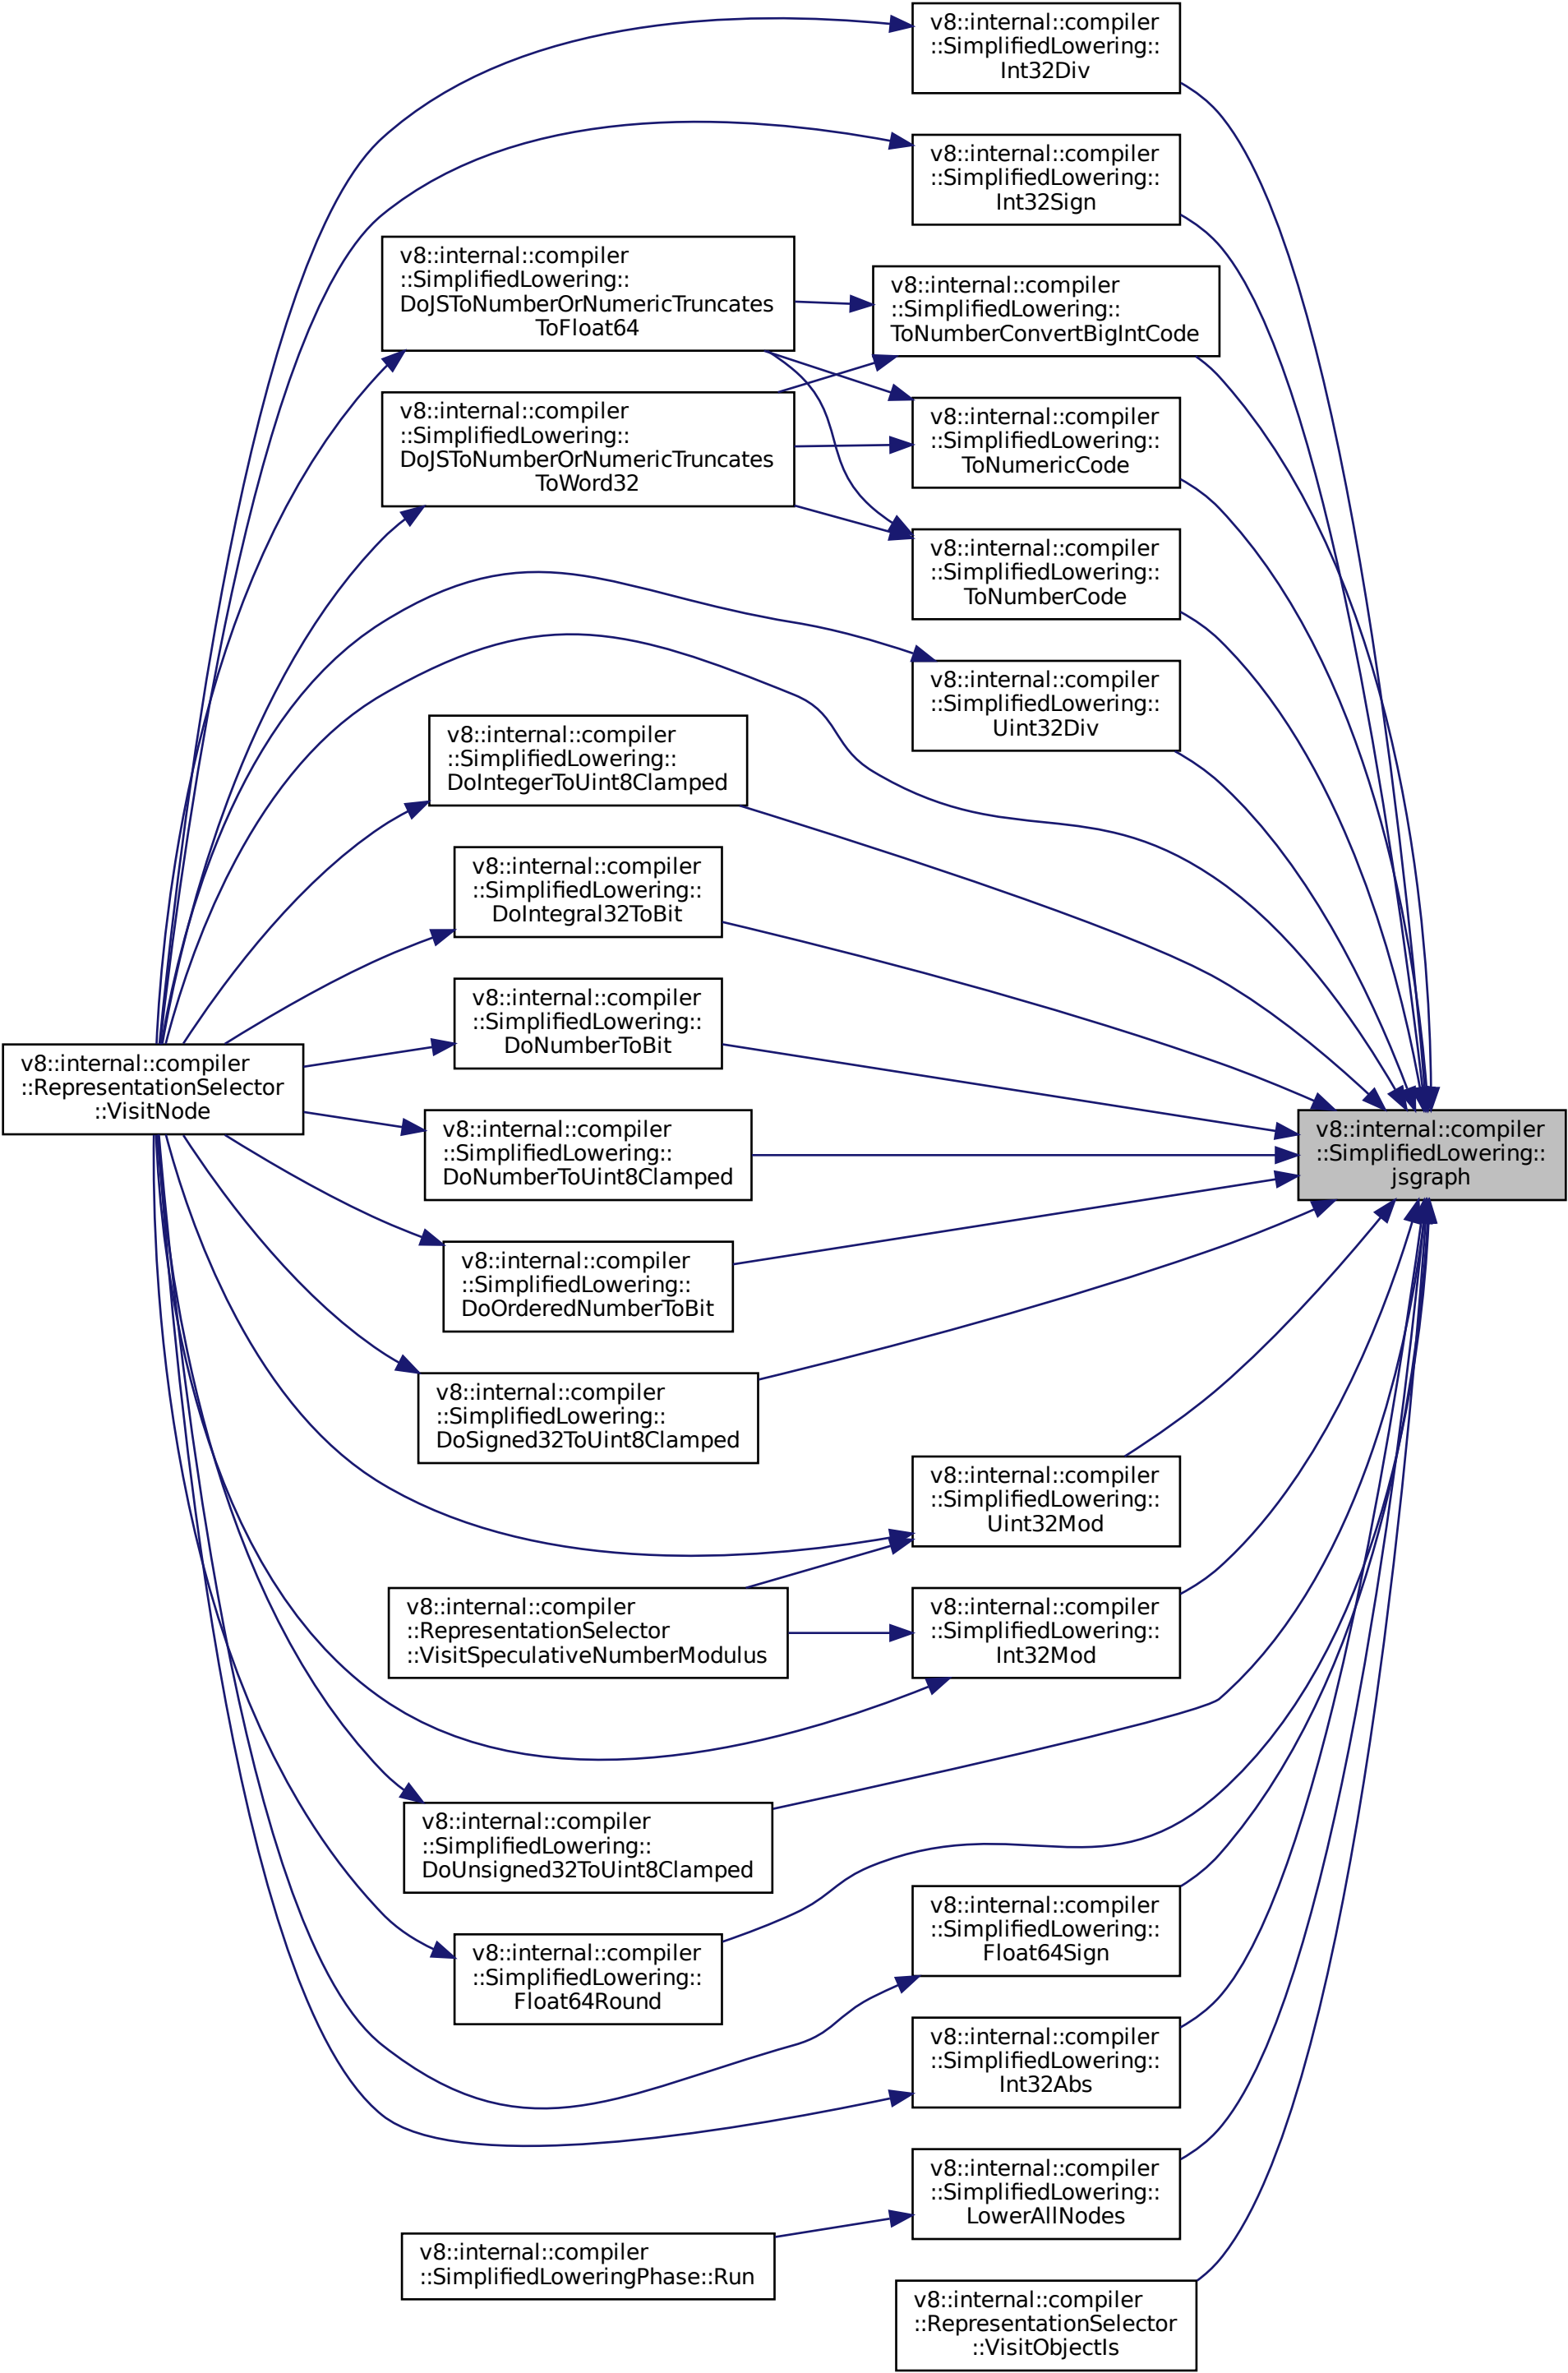 v8::internal::compiler
::SimplifiedLowering::
Int32Div
v8::internal::compiler
::SimplifiedLowering::
Int32Sign
v8::internal::compiler
::SimplifiedLowering::
DoJSToNumberOrNumericTruncates
ToFloat64
v8::internal::compiler
::SimplifiedLowering::
ToNumberConvertBigIntCode
v8::internal::compiler
::SimplifiedLowering::
DoJSToNumberOrNumericTruncates
ToWord32
v8::internal::compiler
::SimplifiedLowering::
ToNumericCode
v8::internal::compiler
::SimplifiedLowering::
ToNumberCode
v8::internal::compiler
::SimplifiedLowering::
Uint32Div
v8::internal::compiler
::SimplifiedLowering::
DoIntegerToUint8Clamped
v8::internal::compiler
::SimplifiedLowering::
DoIntegral32ToBit
v8::internal::compiler
::SimplifiedLowering::
DoNumberToBit
v8::internal::compiler
::RepresentationSelector
::VisitNode
v8::internal::compiler
::SimplifiedLowering::
DoNumberToUint8Clamped
v8::internal::compiler
::SimplifiedLowering::
jsgraph
v8::internal::compiler
::SimplifiedLowering::
DoOrderedNumberToBit
v8::internal::compiler
::SimplifiedLowering::
DoSigned32ToUint8Clamped
v8::internal::compiler
::SimplifiedLowering::
Uint32Mod
v8::internal::compiler
::RepresentationSelector
::VisitSpeculativeNumberModulus
v8::internal::compiler
::SimplifiedLowering::
Int32Mod
v8::internal::compiler
::SimplifiedLowering::
DoUnsigned32ToUint8Clamped
v8::internal::compiler
::SimplifiedLowering::
Float64Sign
v8::internal::compiler
::SimplifiedLowering::
Float64Round
v8::internal::compiler
::SimplifiedLowering::
Int32Abs
v8::internal::compiler
::SimplifiedLowering::
LowerAllNodes
v8::internal::compiler
::SimplifiedLoweringPhase::Run
v8::internal::compiler
::RepresentationSelector
::VisitObjectIs